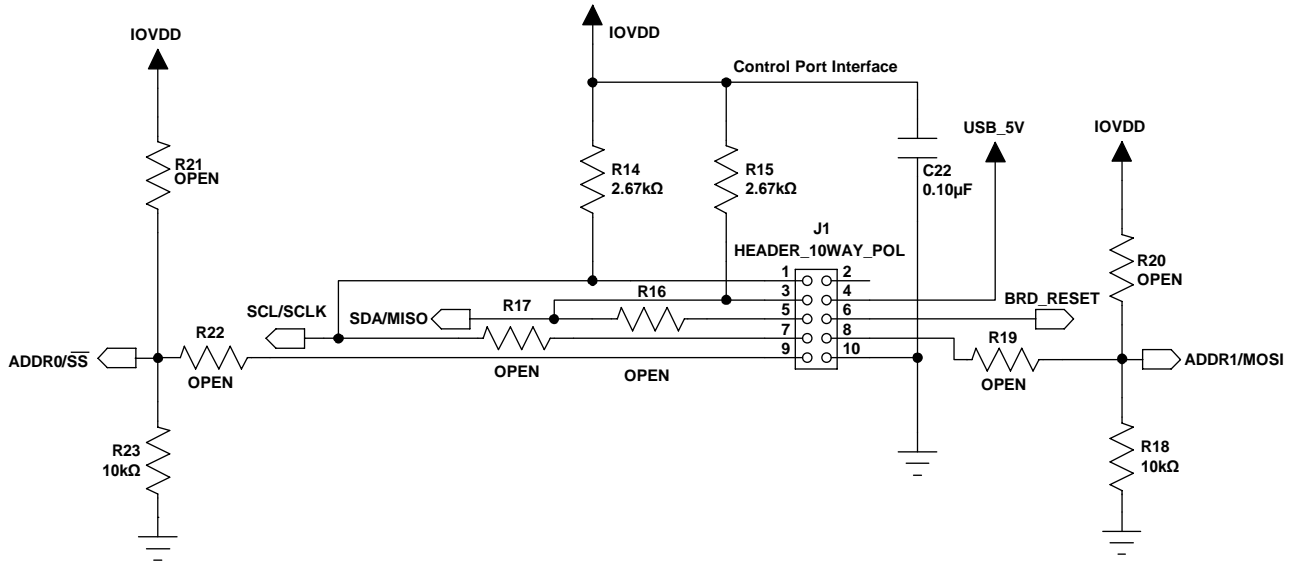 IOVDD
IOVDD
Control Port Interface
USB_5V
IOVDD
R21
OPEN
R14
2.67kΩ
R15
2.67kΩ
C22
0.10µF
J1
HEADER_10WAY_POL
R20
OPEN
1
2
3
4
5
6
7
8
9
10
R16
R17
BRD_RESET
SCL/SCLK
SDA/MISO
R22
R19
ADDR0/SS
ADDR1/MOSI
OPEN
OPEN
OPEN
OPEN
R23
10kΩ
R18
10kΩ